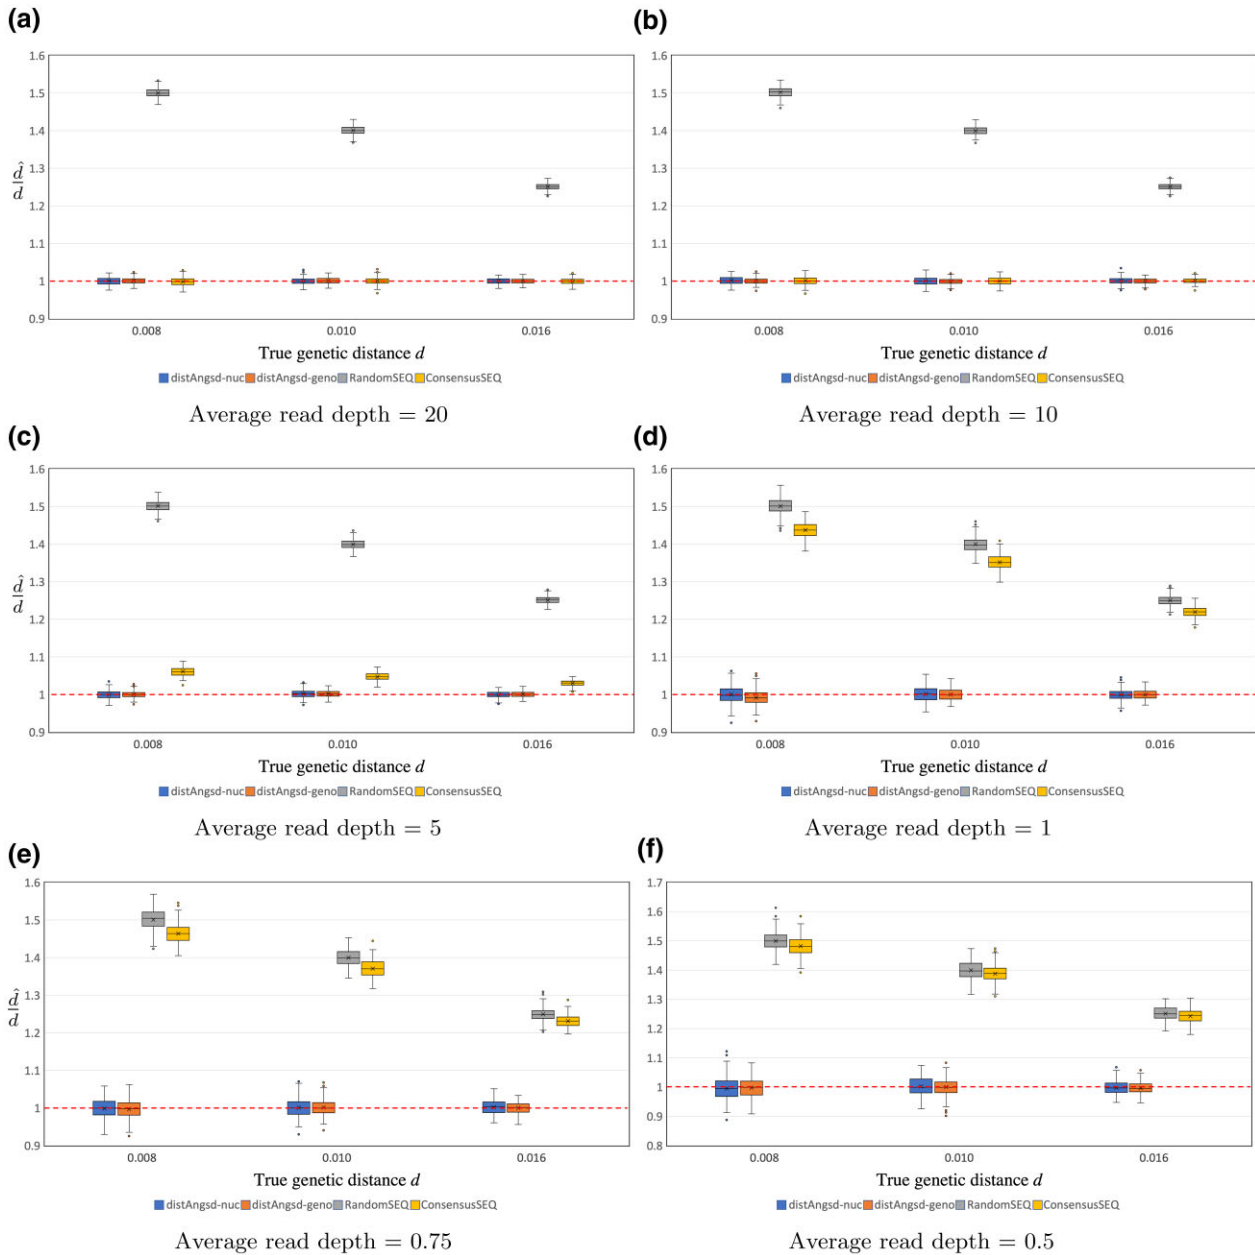 (a)
(b)
1.6
1.5
1.4
1.3
1.2
1.1
1
0.9
d̂/d
0.008
0.010
0.016
True genetic distance d
distAngsd-nuc distAngsd-geno RandomSEQ ConsensusSEQ
Average read depth = 20
1.6
1.5
1.4
1.3
1.2
1.1
1
0.9
0.008
0.010
0.016
True genetic distance d
distAngsd-nuc distAngsd-geno RandomSEQ ConsensusSEQ
Average read depth = 10
(c)
(d)
1.6
1.5
1.4
1.3
1.2
1.1
1
0.9
d̂/d
0.008
0.010
0.016
True genetic distance d
distAngsd-nuc distAngsd-geno RandomSEQ ConsensusSEQ
Average read depth = 5
1.6
1.5
1.4
1.3
1.2
1.1
1
0.9
0.008
0.010
0.016
True genetic distance d
distAngsd-nuc distAngsd-geno RandomSEQ ConsensusSEQ
Average read depth = 1
(e)
(f)
1.6
1.5
1.4
1.3
1.2
1.1
1
0.9
d̂/d
0.008
0.010
0.016
True genetic distance d
distAngsd-nuc distAngsd-geno RandomSEQ ConsensusSEQ
Average read depth = 0.75
1.7
1.6
1.5
1.4
1.3
1.2
1.1
1
0.9
0.8
0.008
0.010
0.016
True genetic distance d
distAngsd-nuc distAngsd-geno RandomSEQ ConsensusSEQ
Average read depth = 0.5